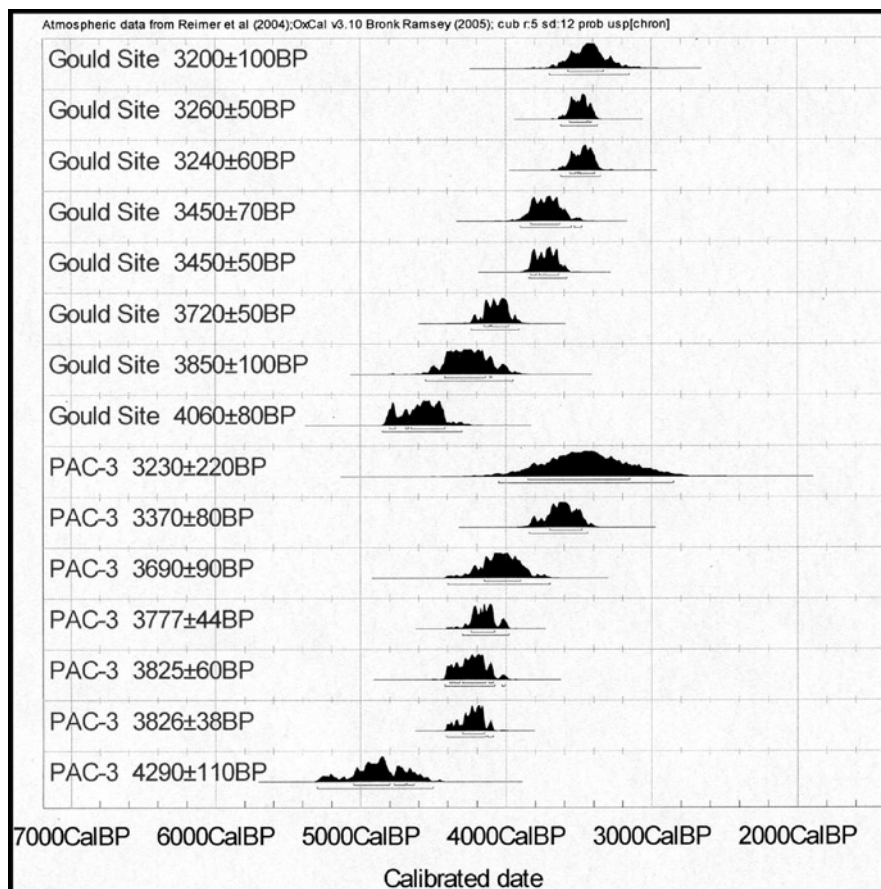 Atmospheric data from Reimer et al (2004);OxCal v3.10 Bronk Ramsey (2005); cub r:5 sd:12 prob usp[chron]
Gould Site 3200±100BP
Gould Site 3260±50BP
Gould Site 3240±60BP
Gould Site 3450±70BP
Gould Site 3450±50BP
Gould Site 3720±50BP
Gould Site 3850±100BP
Gould Site 4060±80BP
PAC-3 3230±220BP
PAC-3 3370±80BP
PAC-3 3690±90BP
PAC-3 3777±44BP
PAC-3 3825±60BP
PAC-3 3826±38BP
PAC-3 4290±110BP
7000CalBP 6000CalBP 5000CalBP 4000CalBP 3000CalBP 2000CalBP
Calibrated date